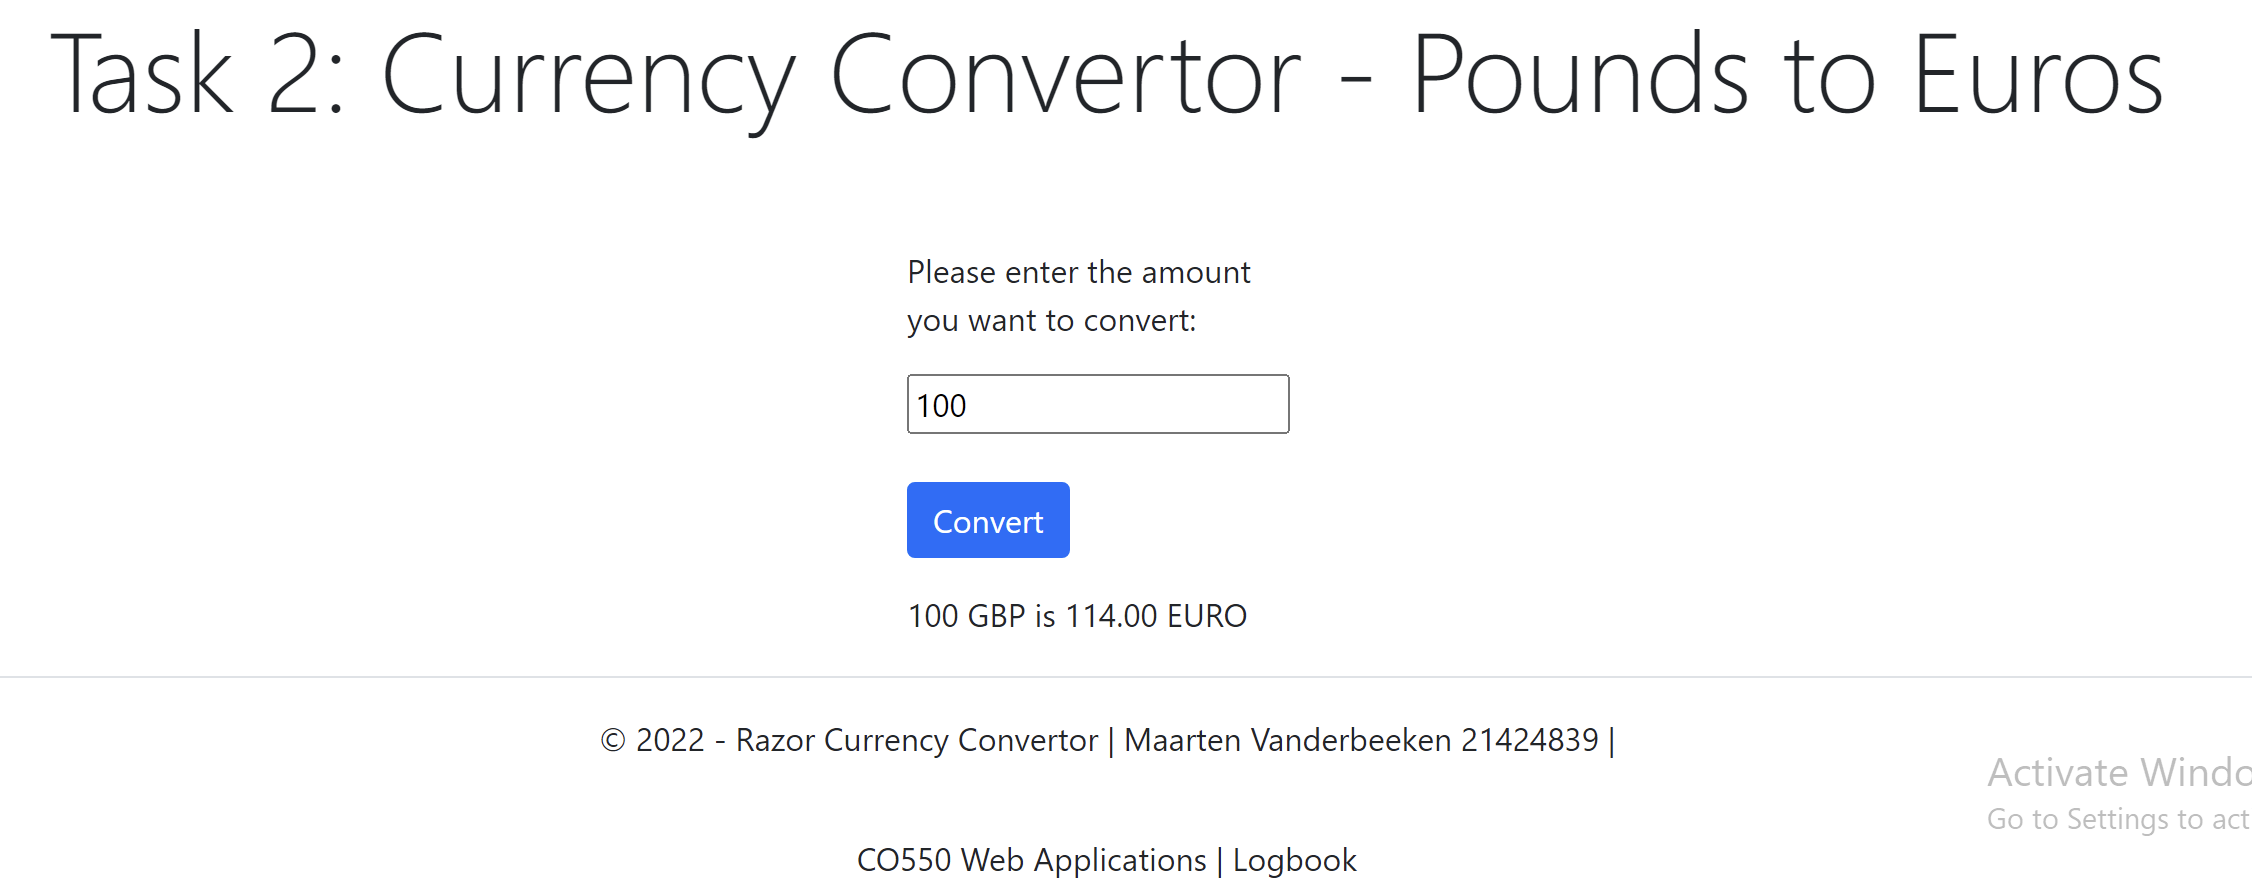 Task 2: Currency Convertor - Pounds to Euros
Please enter the amount
you want to convert:
100
Convert
100 GBP is 114.00 EURO
© 2022 - Razor Currency Convertor | Maarten Vanderbeeken 21424839 |
Activate Windo
Go to Settings to act
CO550 Web Applications | Logbook